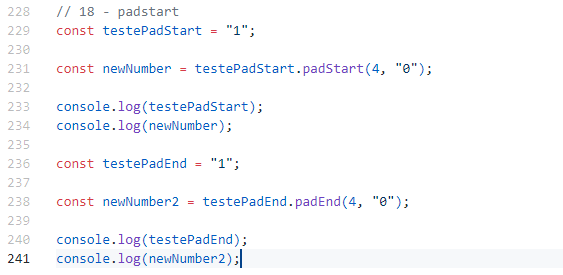 228 // 18 - padstart
229 const testePadStart = "1";
230
231 const newNumber = testePadStart.padStart(4, "0");
232
233 console.log(testePadStart);
234 console.log(newNumber);
235
236 const testePadEnd = "1";
237
238 const newNumber2 = testePadEnd.padEnd(4, "0");
239
240 console.log(testePadEnd);
241 console.log(newNumber2);